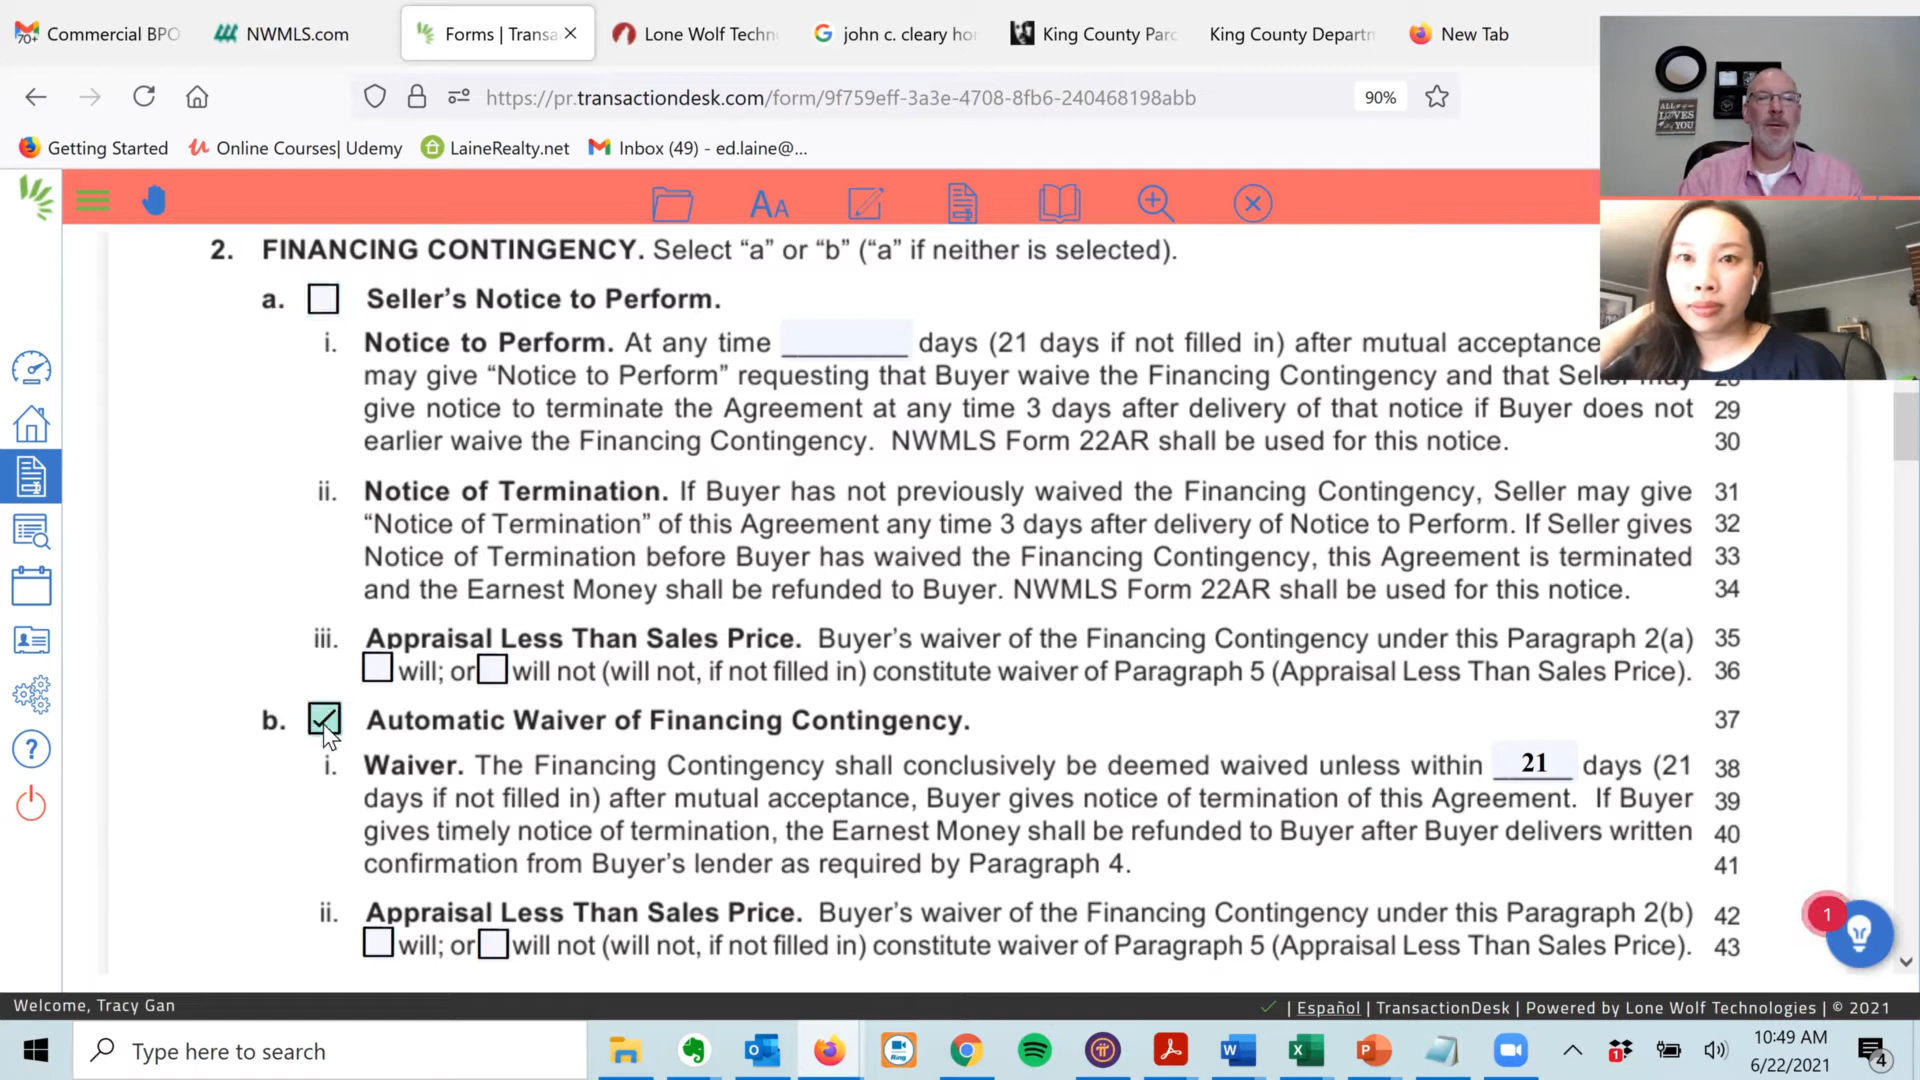 70+
Commercial BPO
NWMLS.com
Forms | Transa
Lone Wolf Techn
john c. cleary ho
King County Parc
King County Departm
New Tab
https://pr.transactiondesk.com/form/9f759eff-3a3e-4708-8fb6-240468198abb
90%
Getting Started
Online Courses| Udemy
LaineRealty.net
Inbox (49) - ed.laine@...
ALL
LOVES
YOU
AA
2. FINANCING CONTINGENCY. Select “a” or “b” (“a” if neither is selected).
a. Seller’s Notice to Perform.
i. Notice to Perform. At any time ________ days (21 days if not filled in) after mutual acceptance
may give “Notice to Perform” requesting that Buyer waive the Financing Contingency and that Seller may
give notice to terminate the Agreement at any time 3 days after delivery of that notice if Buyer does not 29
earlier waive the Financing Contingency. NWMLS Form 22AR shall be used for this notice. 30
ii. Notice of Termination. If Buyer has not previously waived the Financing Contingency, Seller may give 31
“Notice of Termination” of this Agreement any time 3 days after delivery of Notice to Perform. If Seller gives 32
Notice of Termination before Buyer has waived the Financing Contingency, this Agreement is terminated 33
and the Earnest Money shall be refunded to Buyer. NWMLS Form 22AR shall be used for this notice. 34
iii. Appraisal Less Than Sales Price. Buyer’s waiver of the Financing Contingency under this Paragraph 2(a) 35
will; or will not (will not, if not filled in) constitute waiver of Paragraph 5 (Appraisal Less Than Sales Price). 36
b. Automatic Waiver of Financing Contingency. 37
i. Waiver. The Financing Contingency shall conclusively be deemed waived unless within 21 days (21 38
days if not filled in) after mutual acceptance, Buyer gives notice of termination of this Agreement. If Buyer 39
gives timely notice of termination, the Earnest Money shall be refunded to Buyer after Buyer delivers written 40
confirmation from Buyer’s lender as required by Paragraph 4. 41
ii. Appraisal Less Than Sales Price. Buyer’s waiver of the Financing Contingency under this Paragraph 2(b) 42
will; or will not (will not, if not filled in) constitute waiver of Paragraph 5 (Appraisal Less Than Sales Price). 43
1
Welcome, Tracy Gan
| Español | TransactionDesk | Powered by Lone Wolf Technologies | © 2021
Type here to search
Ring
1
10:49 AM
6/22/2021
4